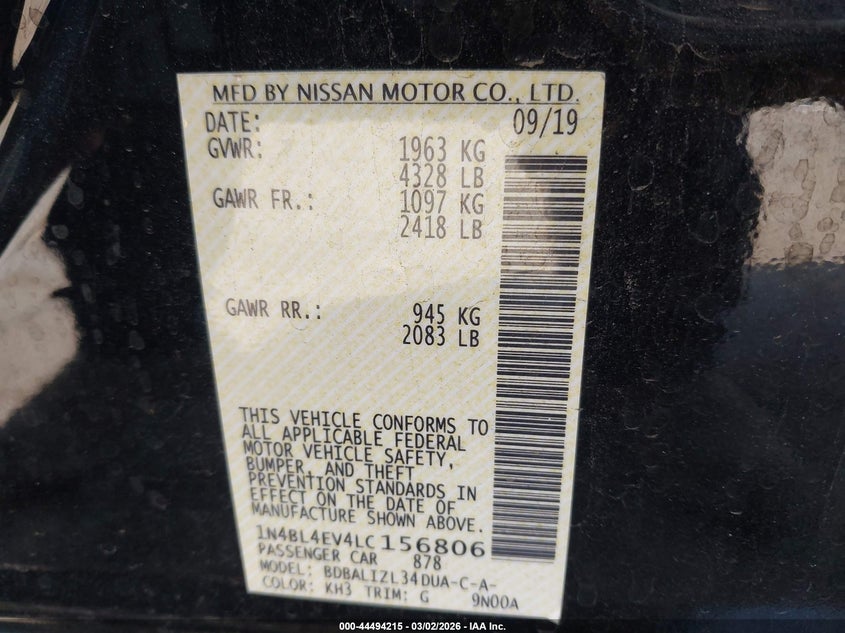 MFD BY NISSAN MOTOR CO., LTD.
DATE: 09/19
GVWR: 1963 KG
4328 LB
GAWR FR.: 1097 KG
2418 LB
GAWR RR.: 945 KG
2083 LB
THIS VEHICLE CONFORMS TO
ALL APPLICABLE FEDERAL
MOTOR VEHICLE SAFETY,
BUMPER, AND THEFT
PREVENTION STANDARDS IN
EFFECT ON THE DATE OF
MANUFACTURE SHOWN ABOVE.
1N4BL4EV4LC156806
PASSENGER CAR 878
MODEL: BDBALIZL34DUA-C-A-
COLOR: KH3 TRIM: G 9N00A
000-44494215 - 03/02/2026 - IAA Inc.